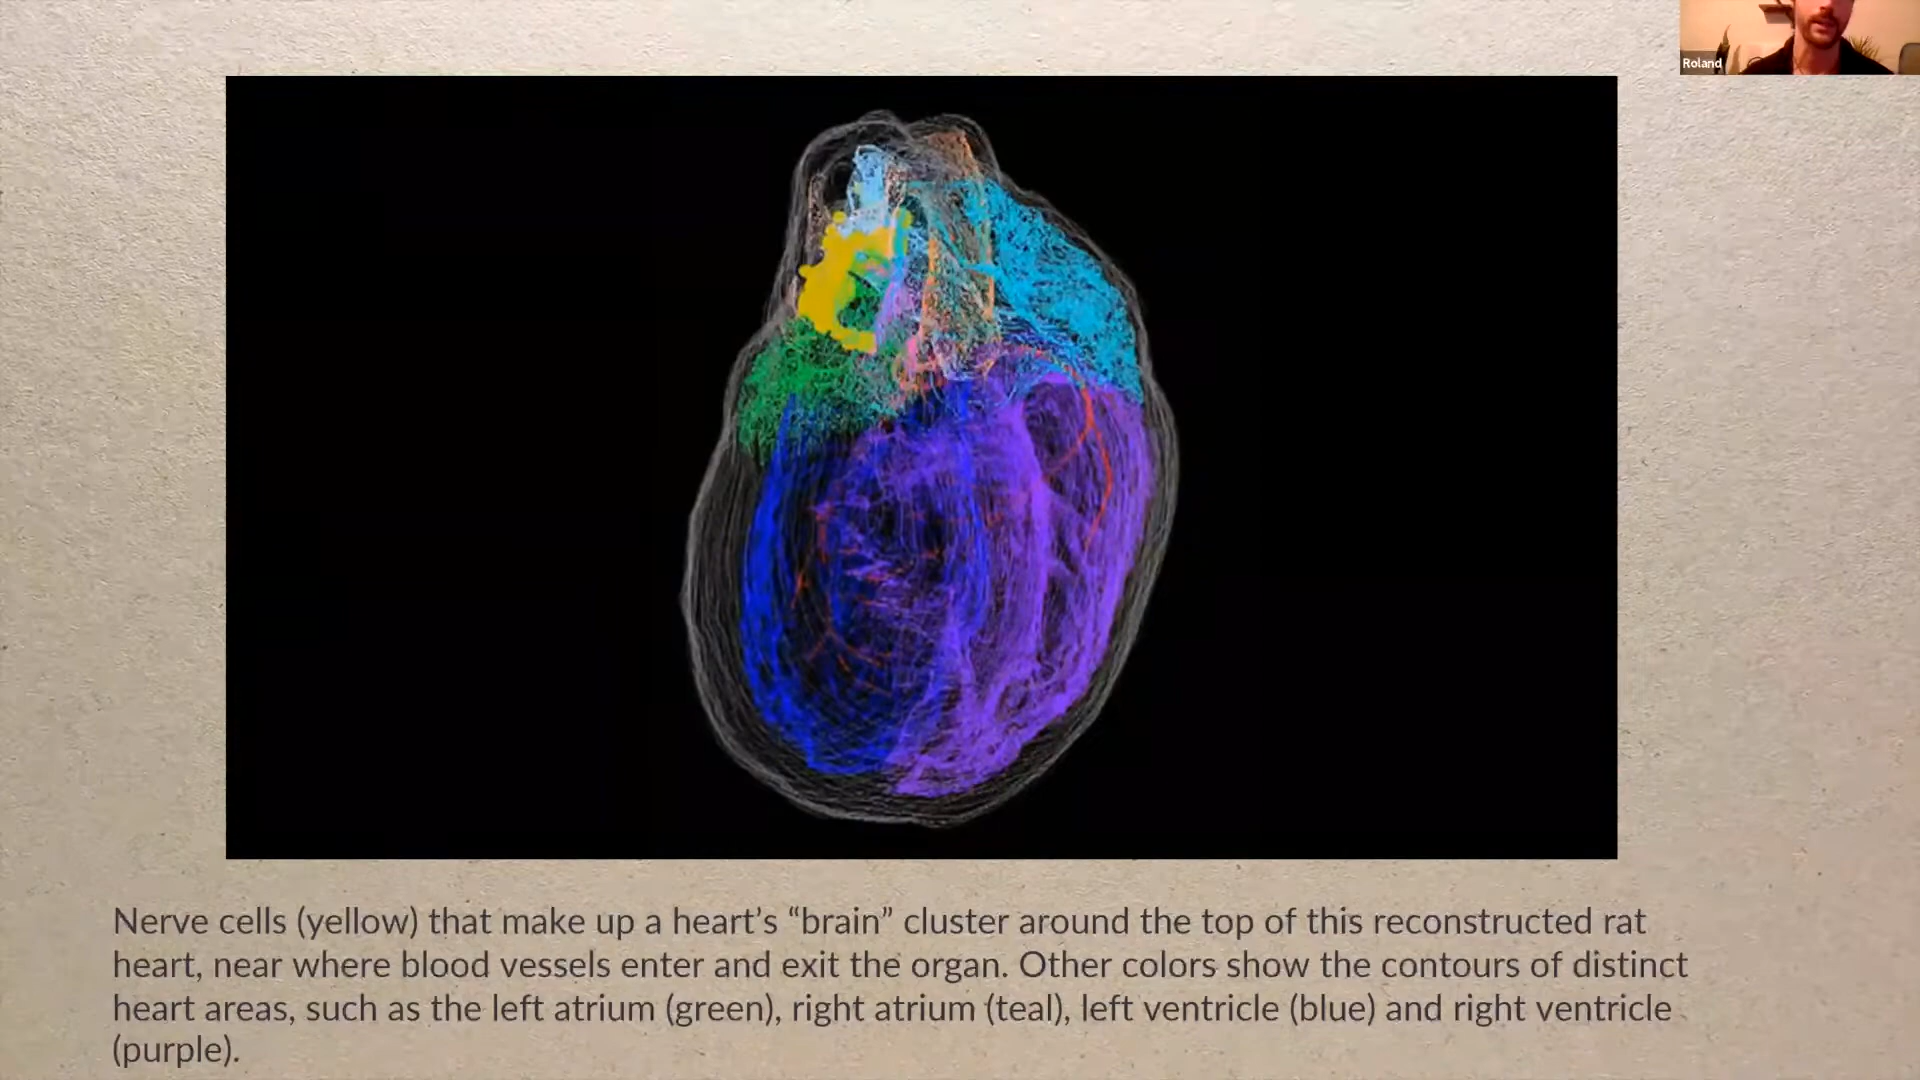 Roland
Nerve cells (yellow) that make up a heart’s “brain” cluster around the top of this reconstructed rat
heart, near where blood vessels enter and exit the organ. Other colors show the contours of distinct
heart areas, such as the left atrium (green), right atrium (teal), left ventricle (blue) and right ventricle
(purple).